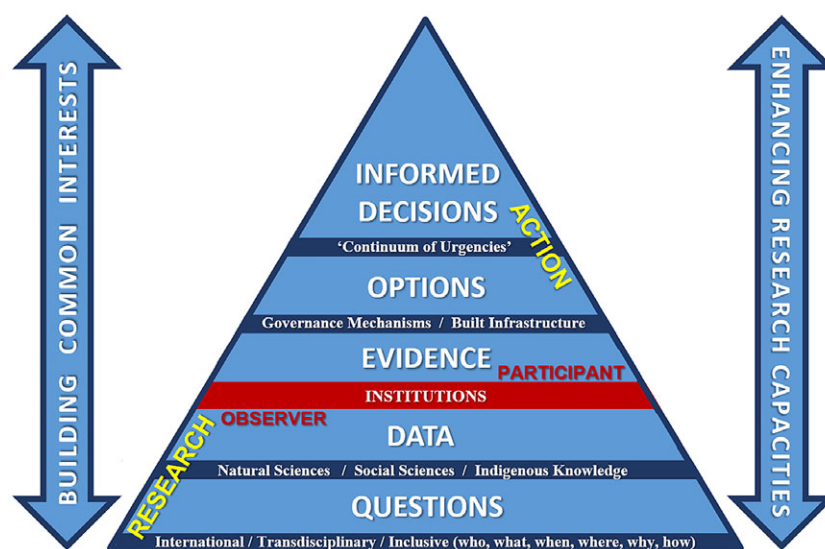 BUILDING COMMON INTERESTS
ENHANCING RESEARCH CAPACITIES
INFORMED
DECISIONS
ACTION
‘Continuum of Urgencies’
OPTIONS
Governance Mechanisms / Built Infrastructure
EVIDENCE
PARTICIPANT
INSTITUTIONS
OBSERVER
RESEARCH
DATA
Natural Sciences / Social Sciences / Indigenous Knowledge
QUESTIONS
International / Transdisciplinary / Inclusive (who, what, when, where, why, how)